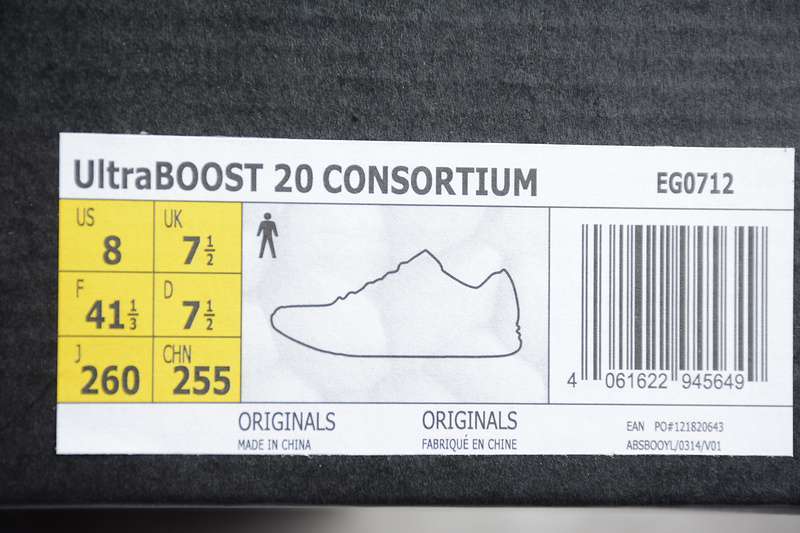 UltraBOOST 20 CONSORTIUM EG0712
US 8 UK 7 1/2
F 41 1/3 D 7 1/2
J 260 CHN 255
4 061622 945649
ORIGINALS ORIGINALS
MADE IN CHINA FABRIQUÉ EN CHINE
EAN PO#121820643
ABSBOOYL/0314/V01